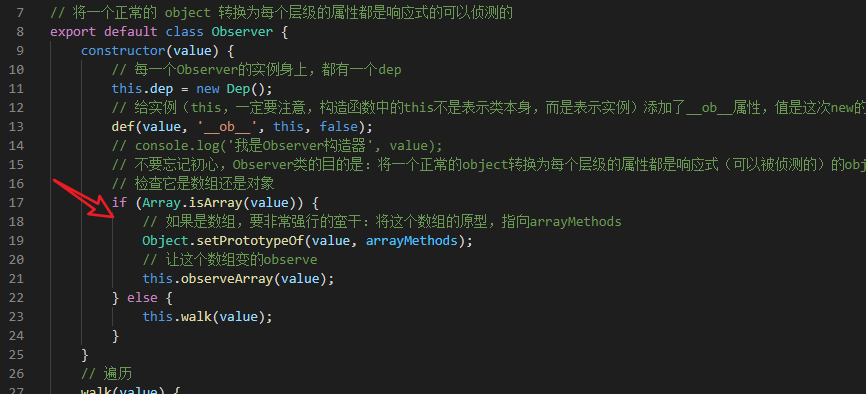 7 // 将一个正常的 object 转换为每个层级的属性都是响应式的可以侦测的
8 export default class Observer {
9 constructor(value) {
10 // 每一个Observer的实例身上，都有一个dep
11 this.dep = new Dep();
12 // 给实例（this，一定要注意，构造函数中的this不是表示类本身，而是表示实例）添加了__ob__属性，值是这次new的
13 def(value, '__ob__', this, false);
14 // console.log('我是Observer构造器', value);
15 // 不要忘记初心，Observer类的目的是：将一个正常的object转换为每个层级的属性都是响应式（可以被侦测的）的obj
16 // 检查它是数组还是对象
17 if (Array.isArray(value)) {
18 // 如果是数组，要非常强行的蛮干：将这个数组的原型，指向arrayMethods
19 Object.setPrototypeOf(value, arrayMethods);
20 // 让这个数组变的observe
21 this.observeArray(value);
22 } else {
23 this.walk(value);
24 }
25 }
26 // 遍历
27 walk(value) {